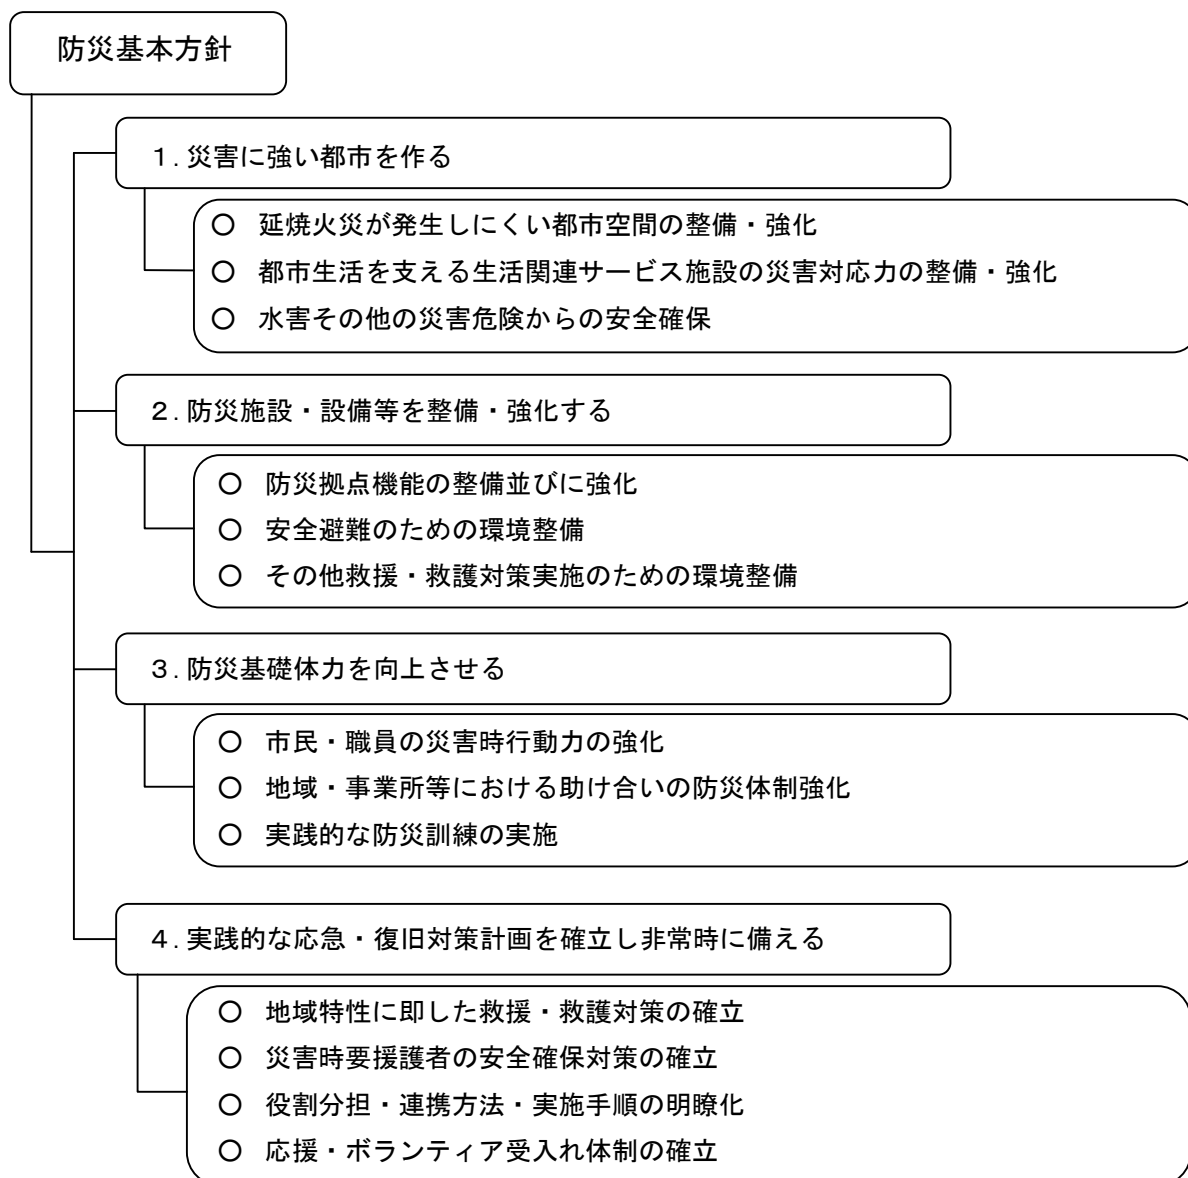 防災基本方針
１．災害に強い都市を作る
○ 延焼火災が発生しにくい都市空間の整備・強化
○ 都市生活を支える生活関連サービス施設の災害対応力の整備・強化
○ 水害その他の災害危険からの安全確保
２．防災施設・設備等を整備・強化する
○ 防災拠点機能の整備並びに強化
○ 安全避難のための環境整備
○ その他救援・救護対策実施のための環境整備
３．防災基礎体力を向上させる
○ 市民・職員の災害時行動力の強化
○ 地域・事業所等における助け合いの防災体制強化
○ 実践的な防災訓練の実施
４．実践的な応急・復旧対策計画を確立し非常時に備える
○ 地域特性に即した救援・救護対策の確立
○ 災害時要援護者の安全確保対策の確立
○ 役割分担・連携方法・実施手順の明瞭化
○ 応援・ボランティア受入れ体制の確立